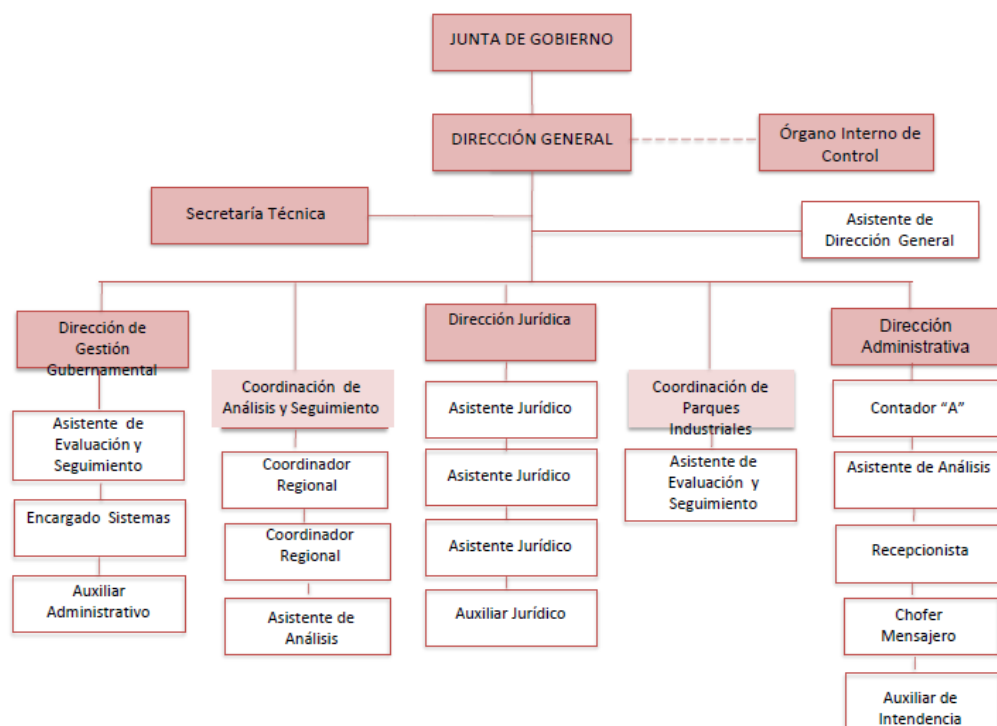 JUNTA DE GOBIERNO
DIRECCIÓN GENERAL
Órgano Interno de
Control
Secretaría Técnica
Asistente de
Dirección General
Dirección de
Gestión
Gubernamental
Asistente de
Evaluación y
Seguimiento
Encargado Sistemas
Auxiliar
Administrativo
Coordinación de
Análisis y Seguimiento
Coordinador
Regional
Coordinador
Regional
Asistente de
Análisis
Dirección Jurídica
Asistente Jurídico
Asistente Jurídico
Asistente Jurídico
Auxiliar Jurídico
Coordinación de
Parques
Industriales
Asistente de
Evaluación y
Seguimiento
Dirección
Administrativa
Contador “A”
Asistente de Análisis
Recepcionista
Chofer
Mensajero
Auxiliar de
Intendencia